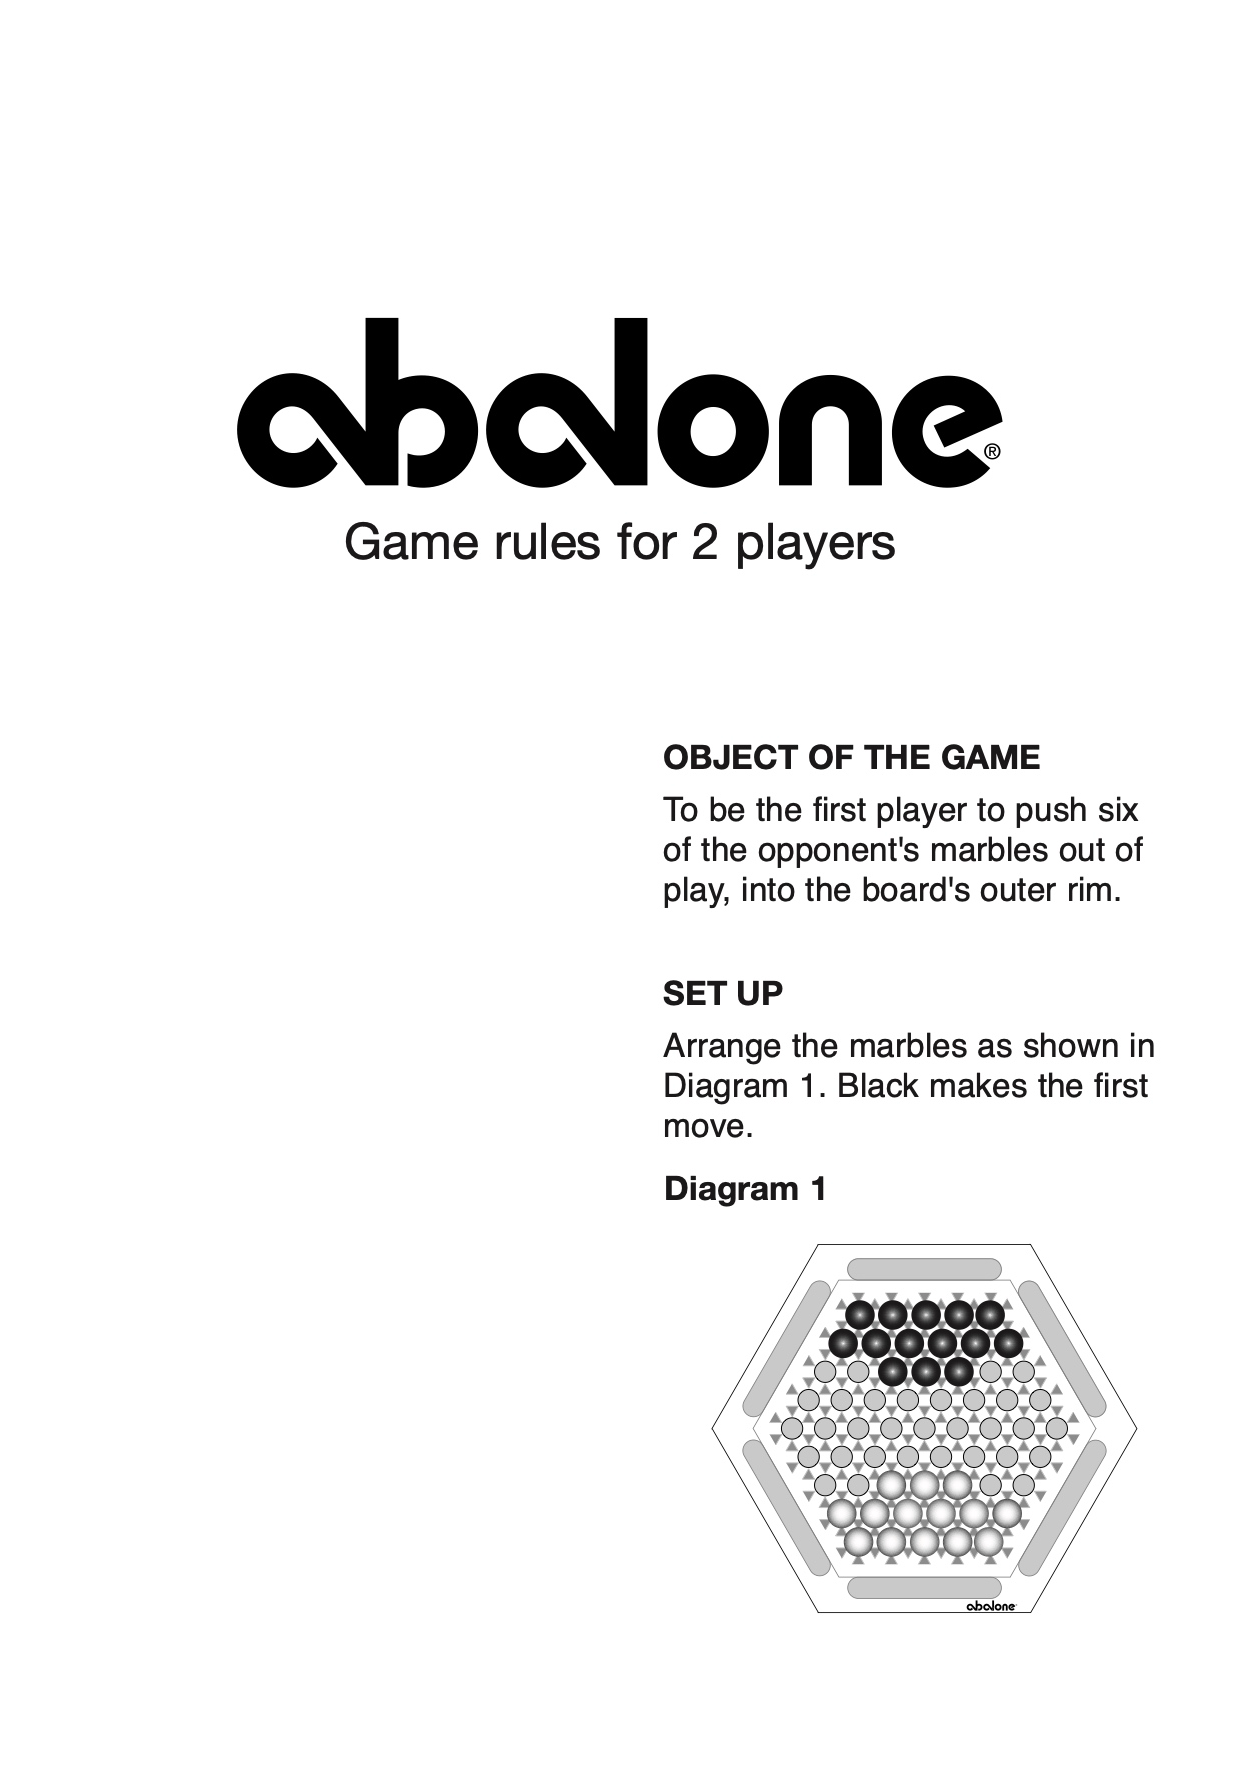 abalone®
Game rules for 2 players
OBJECT OF THE GAME
To be the first player to push six
of the opponent's marbles out of
play, into the board's outer rim.
SET UP
Arrange the marbles as shown in
Diagram 1. Black makes the first
move.
Diagram 1
abalone